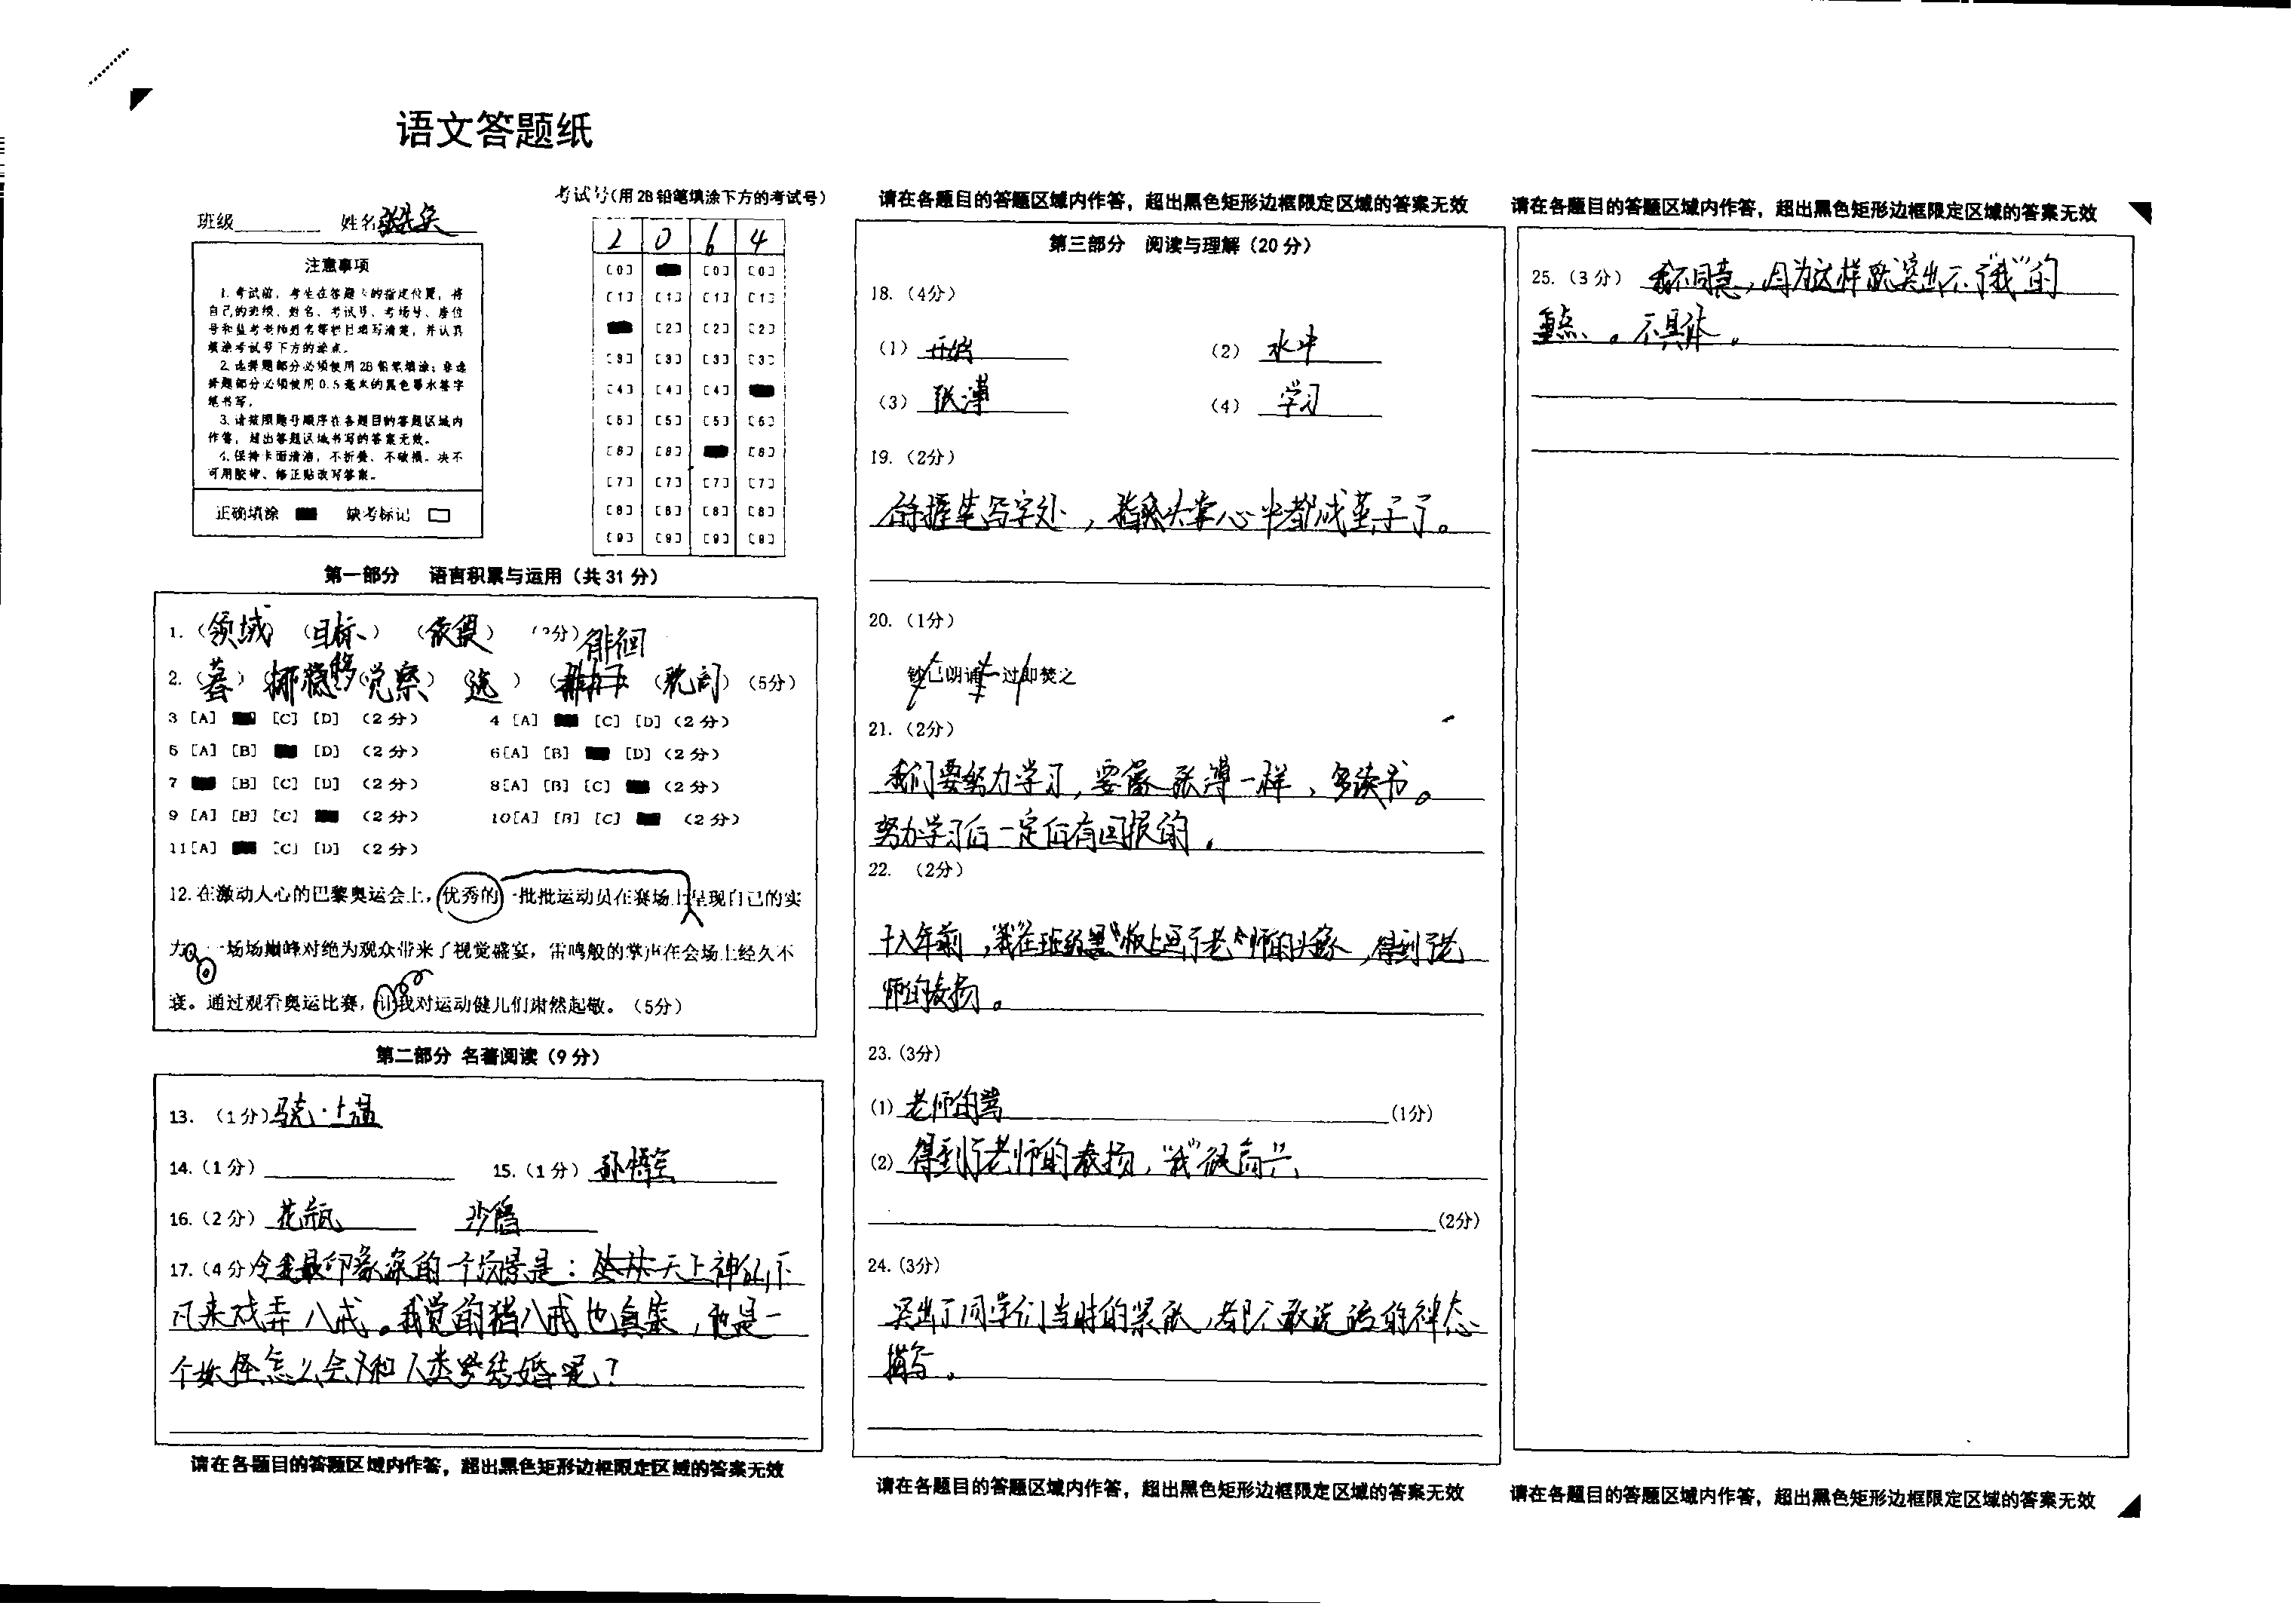 语文答题纸
考试号(用2B铅笔填涂下方的考试号)
班级 姓名
2 0 6 4
注意事项
1. 考试前，考生在答题卡的指定位置，将
自己的班级、姓名、考试号、考场号、座位
号和监考老师姓名等栏目填写清楚，并认真
填涂考试号下方的涂点。
2. 选择题部分必须使用2B铅笔填涂；非选
择题部分必须使用0.5毫米的黑色墨水签字
笔书写。
3. 请按照题号顺序在各题目的答题区域内
作答，超出答题区域书写的答案无效。
4. 保持卡面清洁，不折叠、不破损。决不
可用胶带、修正贴改写答案。
正确填涂 缺考标记
[0] [0] [0]
[1] [1] [1] [1]
[2] [2] [2]
[3] [3] [3] [3]
[4] [4] [4]
[5] [5] [5] [5]
[6] [6] [6]
[7] [7] [7] [7]
[8] [8] [8] [8]
[9] [9] [9] [9]
第一部分 语言积累与运用（共31分）
1.（领域）（目标）（依偎）（2分）
徘徊
2.（暮）（挪移）（觉察）（选）（晚间）（5分）
3 [A] [C] [D] （2分） 4 [A] [C] [D]（2分）
5 [A] [B] [D] （2分） 6[A] [B] [D]（2分）
7 [B] [C] [D] （2分） 8[A] [B] [C]（2分）
9 [A] [B] [C] （2分） 10[A] [B] [C] （2分）
11[A] [C] [D] （2分）
12.在激动人心的巴黎奥运会上，优秀的一批批运动员在赛场上呈现自己的实
力。一场场巅峰对绝为观众带来了视觉盛宴，雷鸣般的掌声在会场上经久不
衰。通过观看奥运比赛，让我对运动健儿们肃然起敬。（5分）
第二部分 名著阅读（9分）
13.（1分）马克·土温
14.（1分） 15.（1分）孙悟空
16.（2分）花瓶 沙僧
17.（4分）令我最印象深的一个场景是：丛林天上神仙下
凡来戏弄八戒。我觉的猪八戒也真笨，他是一
个妖怪怎么会和人类结婚呢？
请在各题目的答题区域内作答，超出黑色矩形边框限定区域的答案无效
请在各题目的答题区域内作答，超出黑色矩形边框限定区域的答案无效
第三部分 阅读与理解（20分）
18.（4分）
（1）开始 （2）水中
（3）张溥 （4）学习
19.（2分）
俗握笔写字处，指头掌心中都成茧子了。
20.（1分）
钞已朗诵一过即焚之
21.（2分）
我们要努力学习，要像张溥一样，多读书。
努力学习后一定后有回报的。
22.（2分）
十八年前，我在班级黑板上画了老师的头像，得到了老
师的表扬。
23.（3分）
(1)老师的骂(1分)
(2)得到了老师的表扬，“我”很高兴
(2分)
24.（3分）
突出了同学们当时的紧张，都不敢说话的神态
描写。
请在各题目的答题区域内作答，超出黑色矩形边框限定区域的答案无效
请在各题目的答题区域内作答，超出黑色矩形边框限定区域的答案无效
25.（3分）我不同意，因为这样就突出不了“我”的
重点、。不具体。
请在各题目的答题区域内作答，超出黑色矩形边框限定区域的答案无效